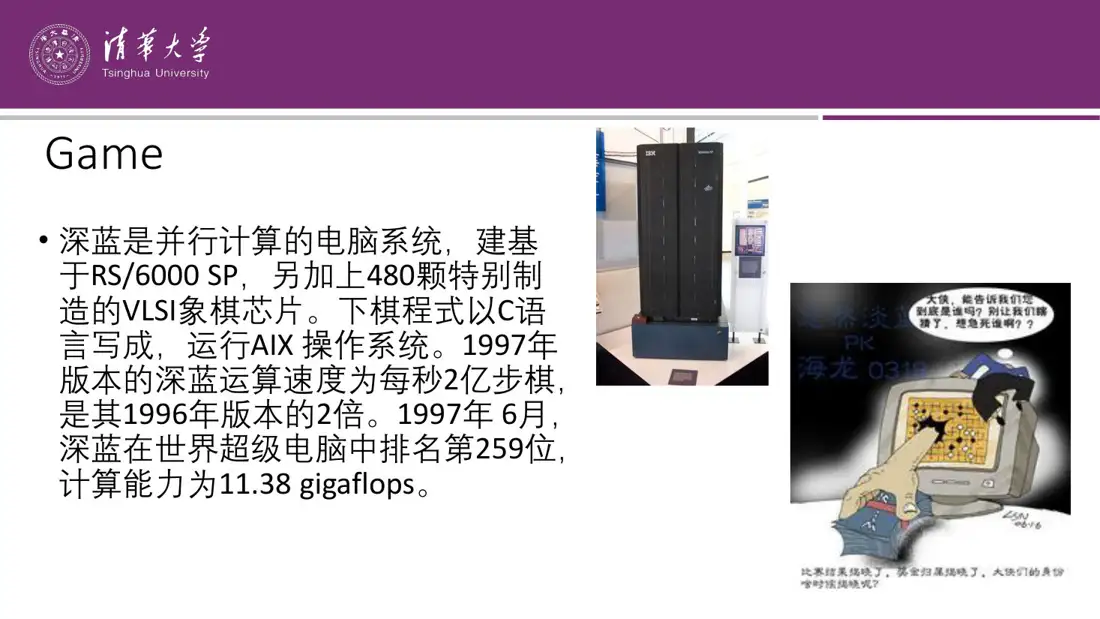 清华大学
Tsinghua University
Game
• 深蓝是并行计算的电脑系统，建基
于RS/6000 SP，另加上480颗特别制
造的VLSI象棋芯片。下棋程式以C语
言写成，运行AIX 操作系统。1997年
版本的深蓝运算速度为每秒2亿步棋，
是其1996年版本的2倍。1997年 6月，
深蓝在世界超级电脑中排名第259位，
计算能力为11.38 gigaflops。
IBM
大侠，能告诉我们您
到底是谁吗？别让我们瞎
猜了，想急死谁啊？？
PK
海龙 0319
比赛结果揭晓了，奖金归属揭晓了，大侠们的身份
啥时候揭晓呢？